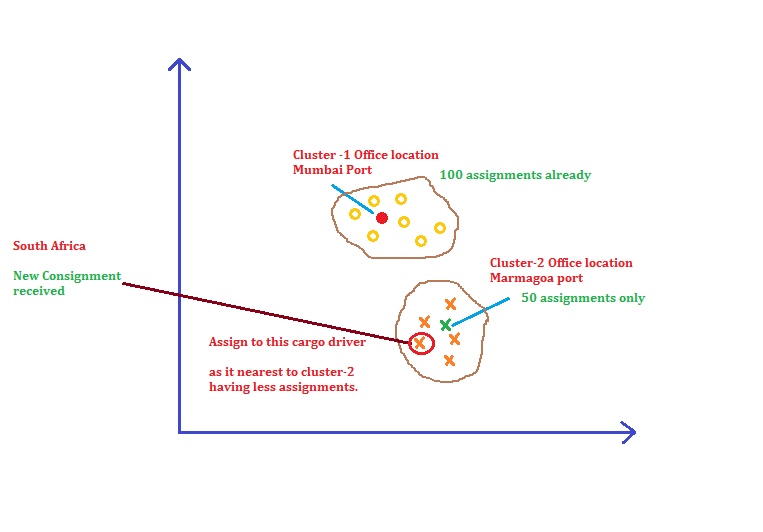 Cluster -1 Office location
Mumbai Port
100 assignments already
South Africa
New Consignment
received
Cluster-2 Office location
Marmagoa port
50 assignments only
Assign to this cargo driver
as it nearest to cluster-2
having less assignments.